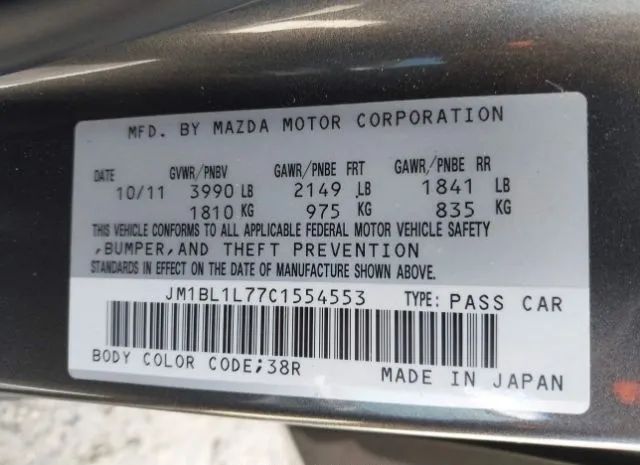 MFD. BY MAZDA MOTOR CORPORATION
DATE GVWR/PNBV GAWR/PNBE FRT GAWR/PNBE RR
10/11 3990 LB 2149 LB 1841 LB
1810 KG 975 KG 835 KG
THIS VEHICLE CONFORMS TO ALL APPLICABLE FEDERAL MOTOR VEHICLE SAFETY
,BUMPER,AND THEFT PREVENTION
STANDARDS IN EFFECT ON THE DATE OF MANUFACTURE SHOWN ABOVE.
JM1BL1L77C1554553 TYPE: PASS CAR
BODY COLOR CODE;38R MADE IN JAPAN